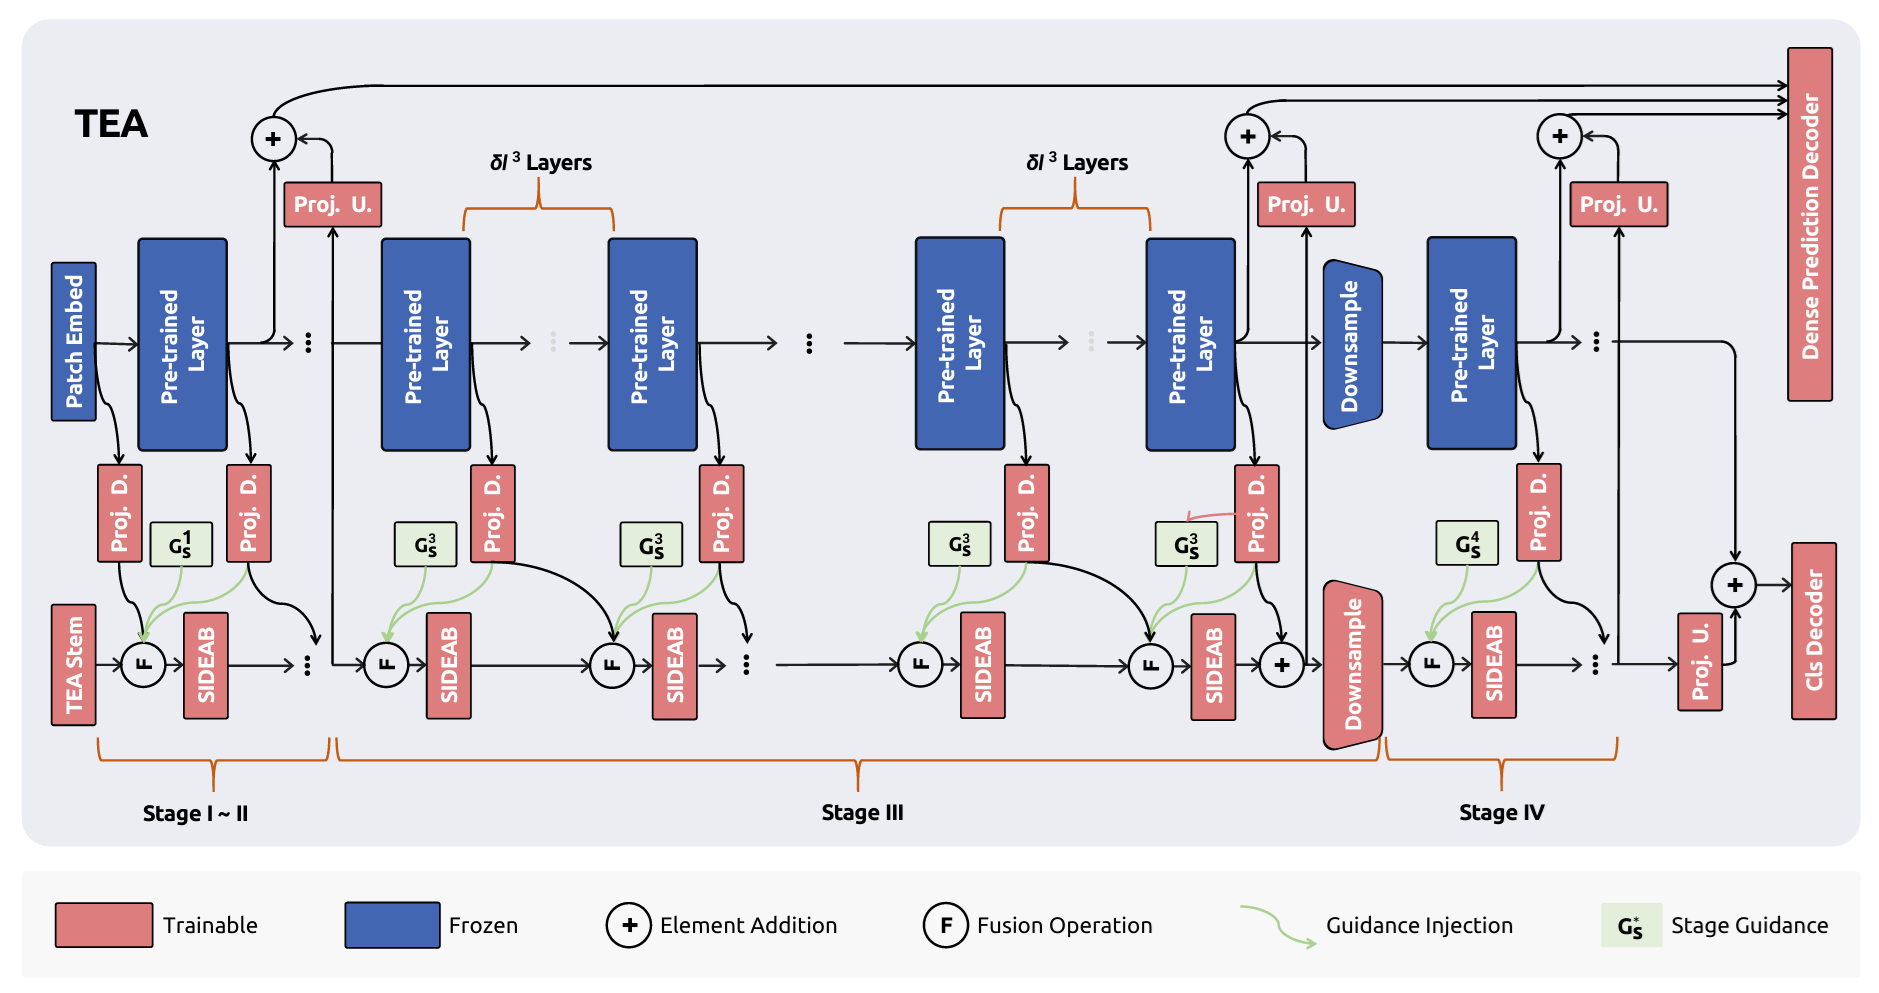 TEA
δl ³ Layers
δl ³ Layers
+
+
+
Proj. U.
Proj. U.
Proj. U.
Dense Prediction Decoder
Patch Embed
Pre-trained
Layer
Pre-trained
Layer
Pre-trained
Layer
Pre-trained
Layer
Pre-trained
Layer
Downsample
Pre-trained
Layer
Proj. D.
Proj. D.
Proj. D.
Proj. D.
Proj. D.
Proj. D.
Proj. D.
G_S^1
G_S^3
G_S^3
G_S^3
G_S^3
G_S^4
TEA Stem
F
SIDEAB
F
SIDEAB
F
SIDEAB
F
SIDEAB
F
SIDEAB
+
Downsample
F
SIDEAB
Proj. U.
+
Cls Decoder
Stage I ~ II
Stage III
Stage IV
Trainable
Frozen
+ Element Addition
F Fusion Operation
Guidance Injection
G_S^* Stage Guidance